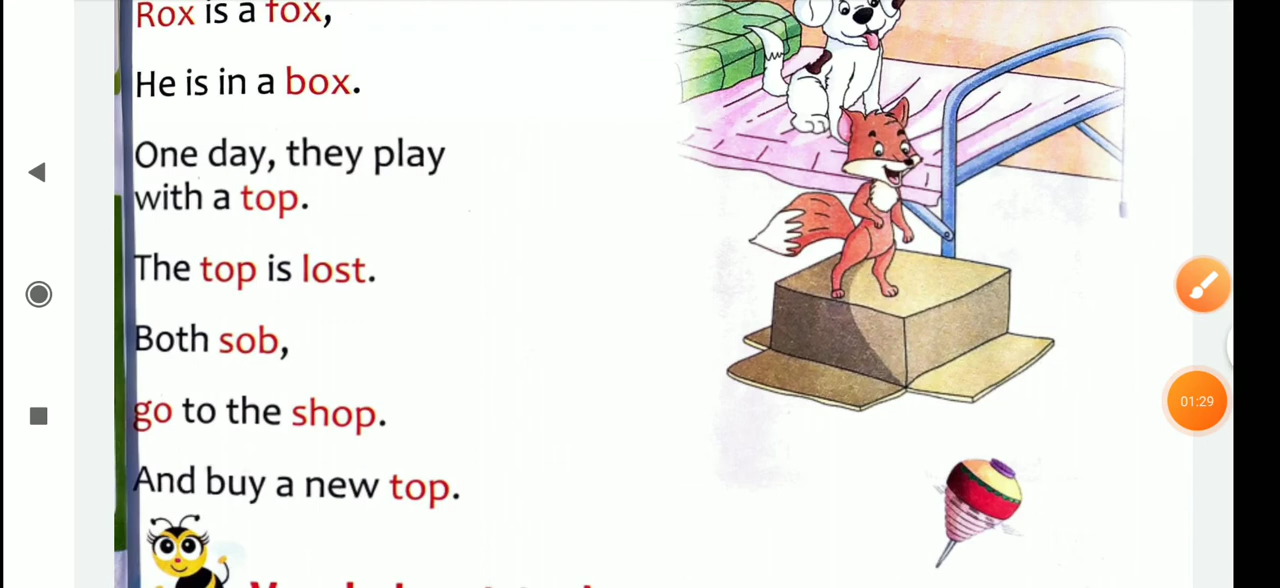 Rox is a fox,
He is in a box.
One day, they play
with a top.
The top is lost.
Both sob,
go to the shop.
And buy a new top.
01:29